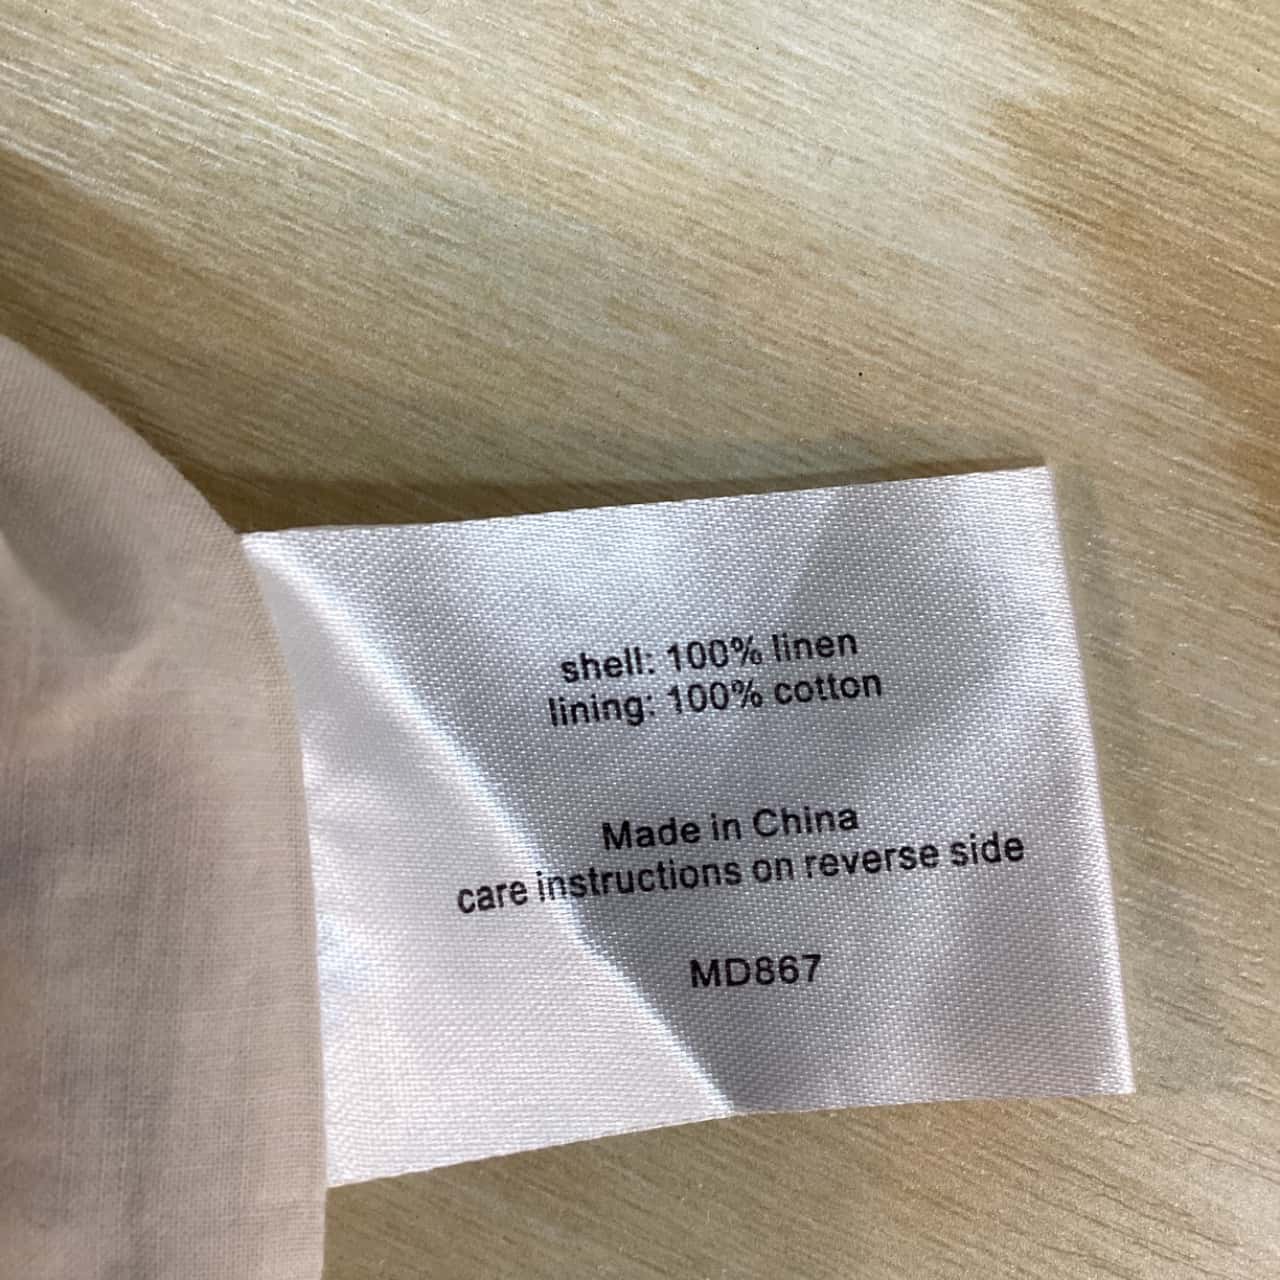 shell: 100% linen
lining: 100% cotton
Made in China
care instructions on reverse side
MD867